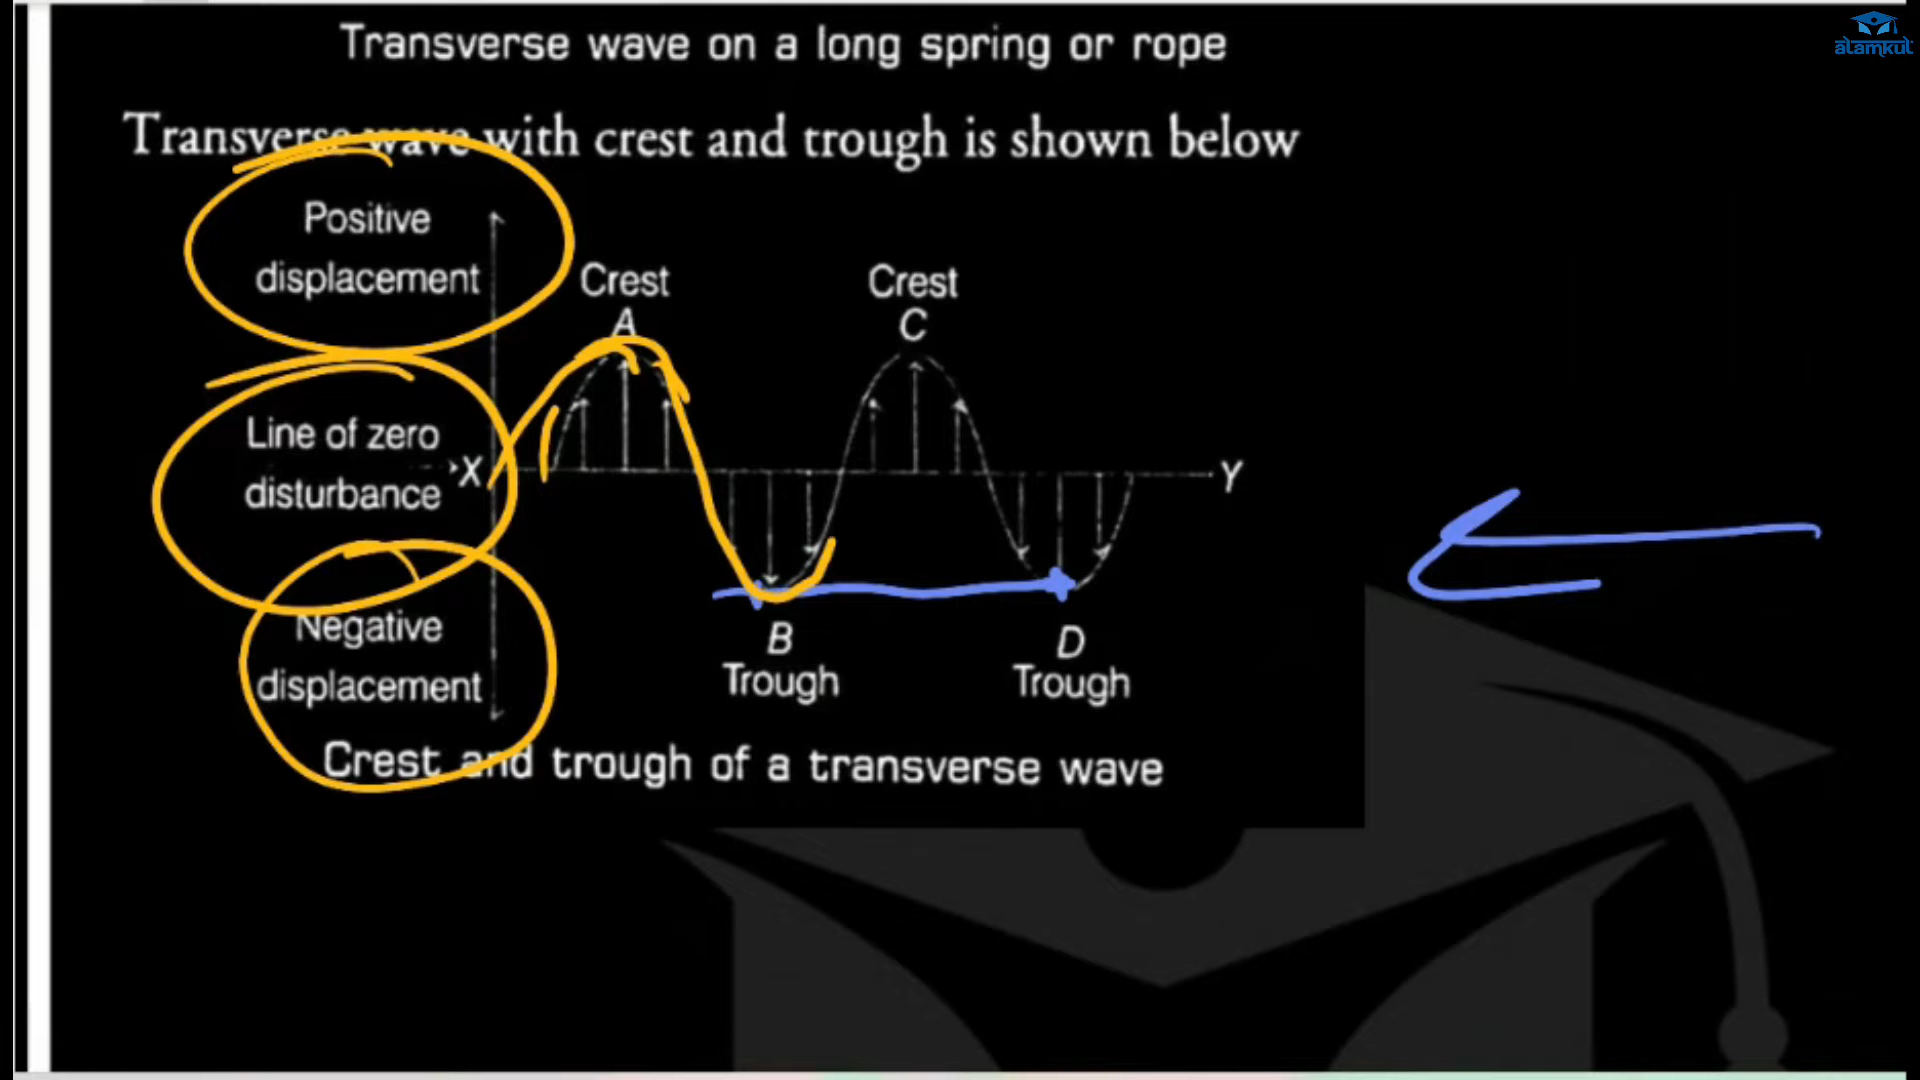 alamkut
Transverse wave on a long spring or rope
Transverse wave with crest and trough is shown below
Positive
displacement
Crest
Crest
A
C
Line of zero
disturbance
X
Y
B
D
Negative
displacement
Trough
Trough
Crest and trough of a transverse wave